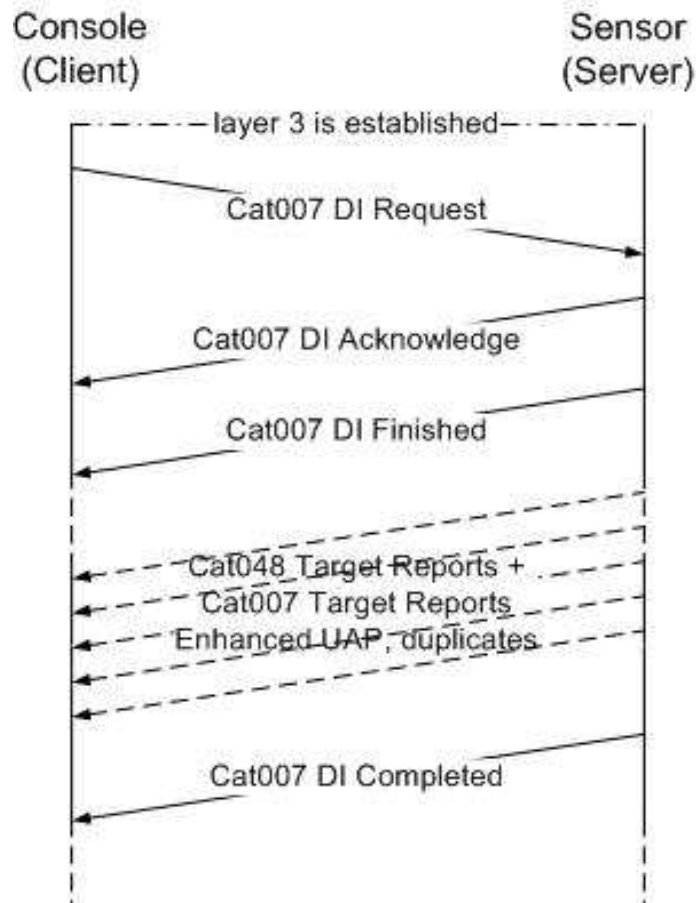 Console
(Client)
Sensor
(Server)
layer 3 is established
Cat007 DI Request
Cat007 DI Acknowledge
Cat007 DI Finished
Cat048 Target Reports +
Cat007 Target Reports
Enhanced UAP, duplicates
Cat007 DI Completed